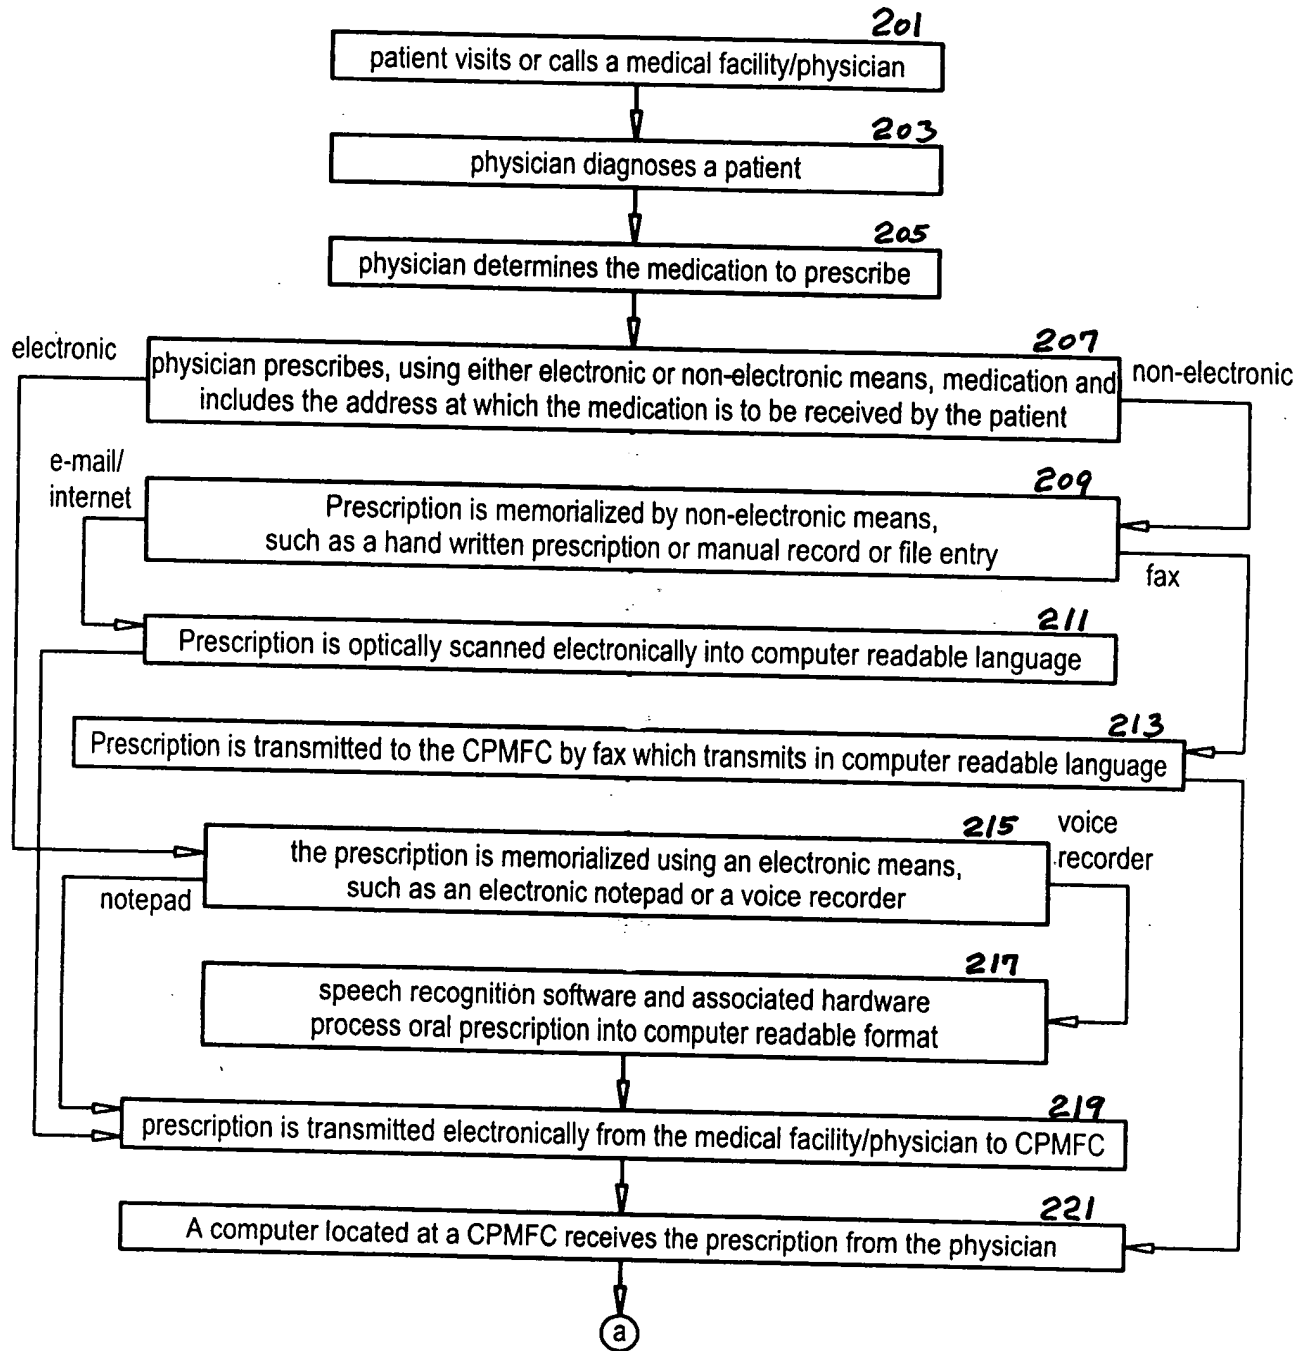 201
patient visits or calls a medical facility/physician
203
physician diagnoses a patient
205
physician determines the medication to prescribe
207
electronic
physician prescribes, using either electronic or non-electronic means, medication and
includes the address at which the medication is to be received by the patient
non-electronic
e-mail/
internet
209
Prescription is memorialized by non-electronic means,
such as a hand written prescription or manual record or file entry
fax
211
Prescription is optically scanned electronically into computer readable language
213
Prescription is transmitted to the CPMFC by fax which transmits in computer readable language
215
voice
recorder
the prescription is memorialized using an electronic means,
such as an electronic notepad or a voice recorder
notepad
217
speech recognition software and associated hardware
process oral prescription into computer readable format
219
prescription is transmitted electronically from the medical facility/physician to CPMFC
221
A computer located at a CPMFC receives the prescription from the physician
a